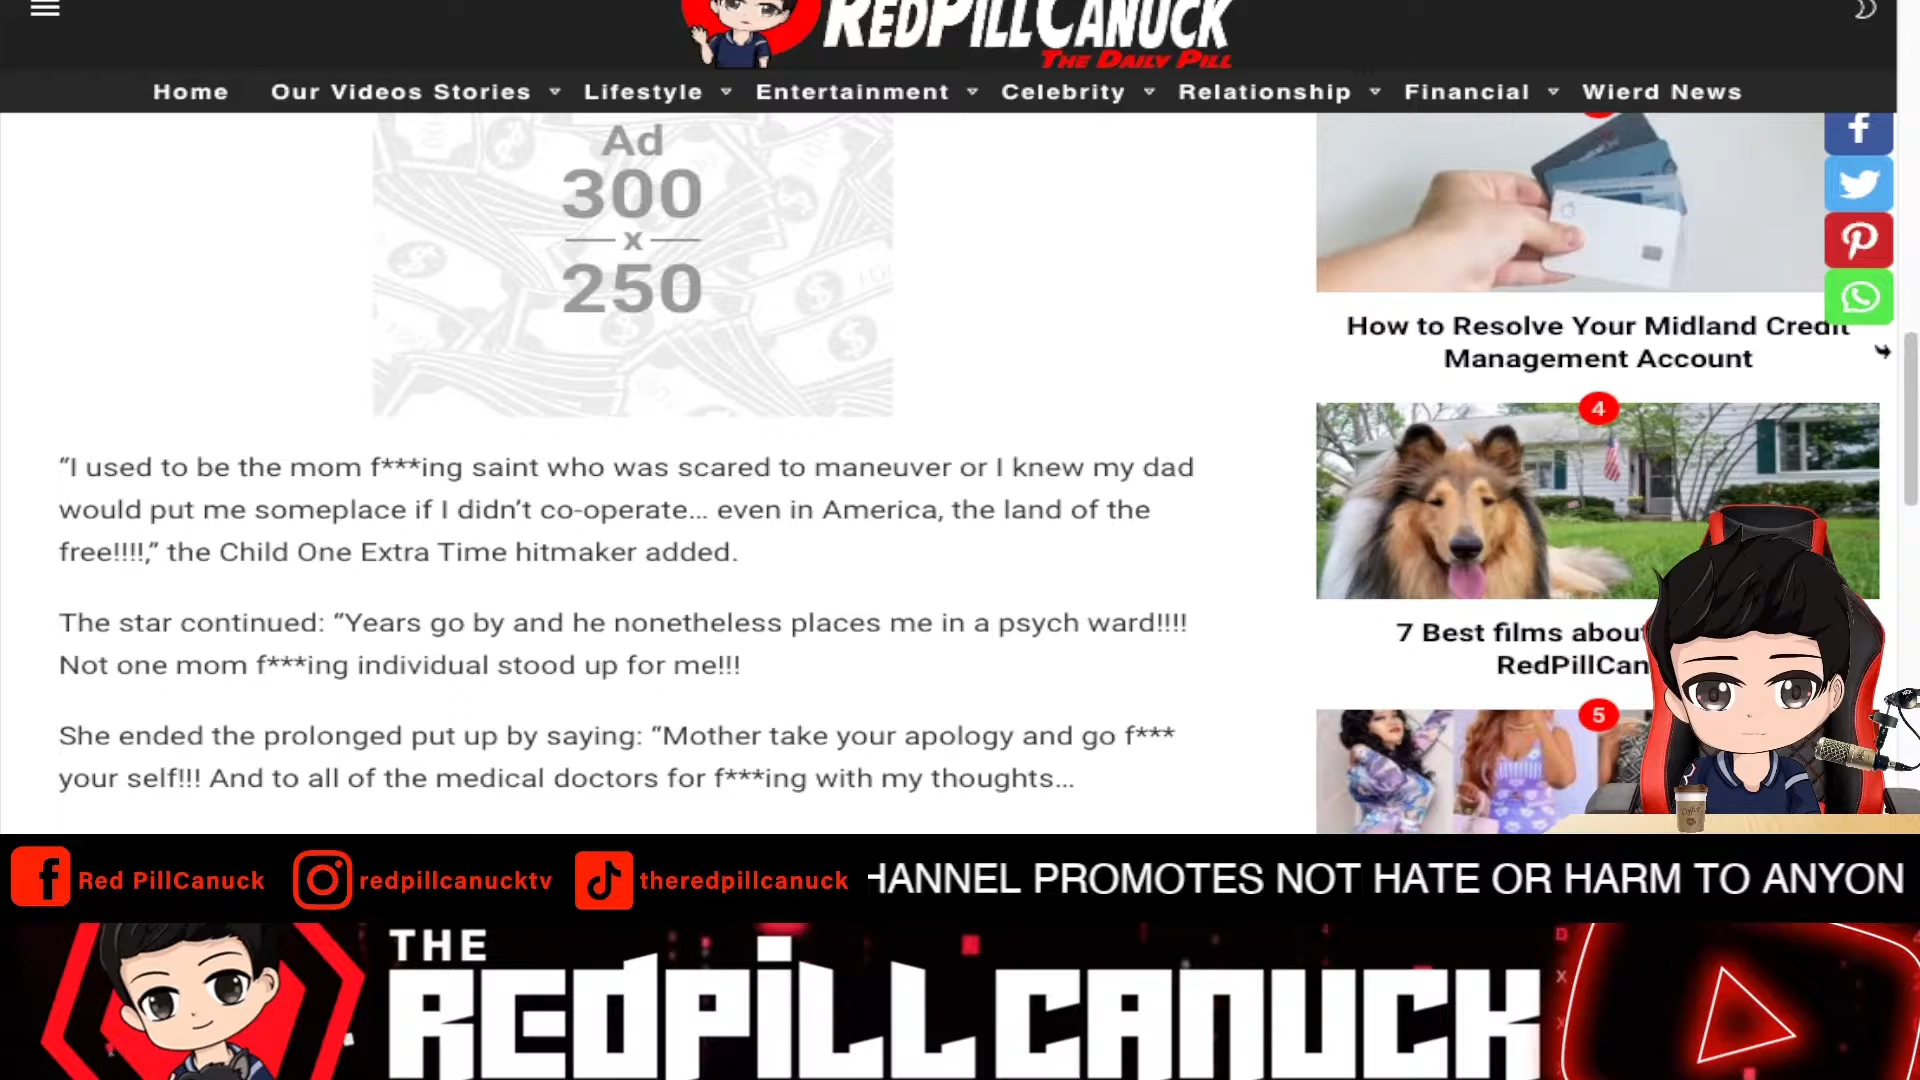 REDPILLCANUCK
THE DAILY PILL
Home Our Videos Stories Lifestyle Entertainment Celebrity Relationship Financial Wierd News
Ad
300
x
250
“I used to be the mom f***ing saint who was scared to maneuver or I knew my dad
would put me someplace if I didn’t co-operate… even in America, the land of the
free!!!!,” the Child One Extra Time hitmaker added.
The star continued: “Years go by and he nonetheless places me in a psych ward!!!!
Not one mom f***ing individual stood up for me!!!
She ended the prolonged put up by saying: “Mother take your apology and go f***
your self!!! And to all of the medical doctors for f***ing with my thoughts…
How to Resolve Your Midland Credit
Management Account
4
7 Best films about
RedPillCan
5
Red PillCanuck redpillcanucktv theredpillcanuck HANNEL PROMOTES NOT HATE OR HARM TO ANYON
THE
REDPILL CANUCK